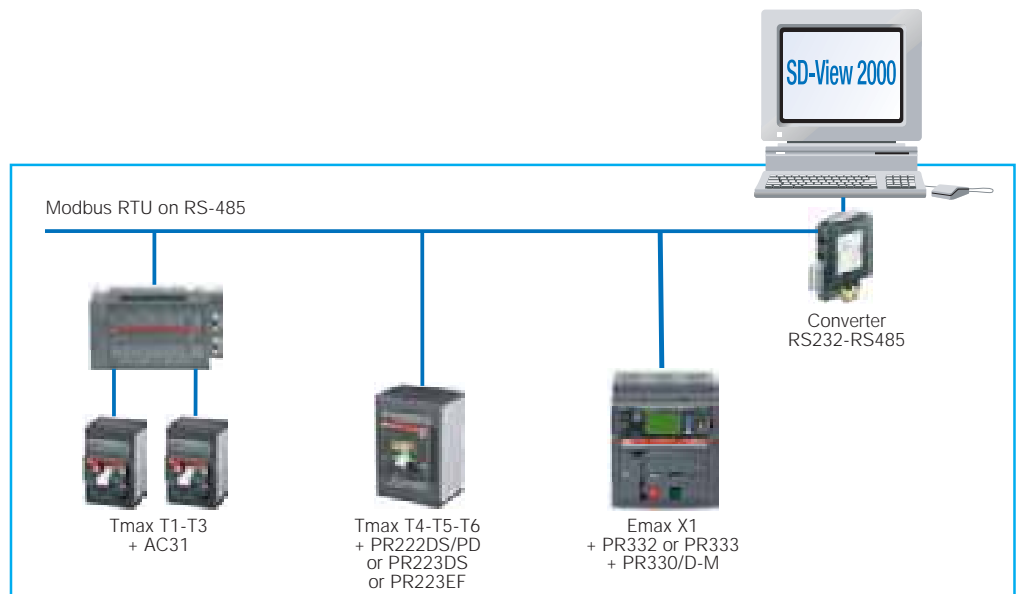 SD-View 2000
Modbus RTU on RS-485
Converter
RS232-RS485
Tmax T1-T3
+ AC31
Tmax T4-T5-T6
+ PR222DS/PD
or PR223DS
or PR223EF
Emax X1
+ PR332 or PR333
+ PR330/D-M